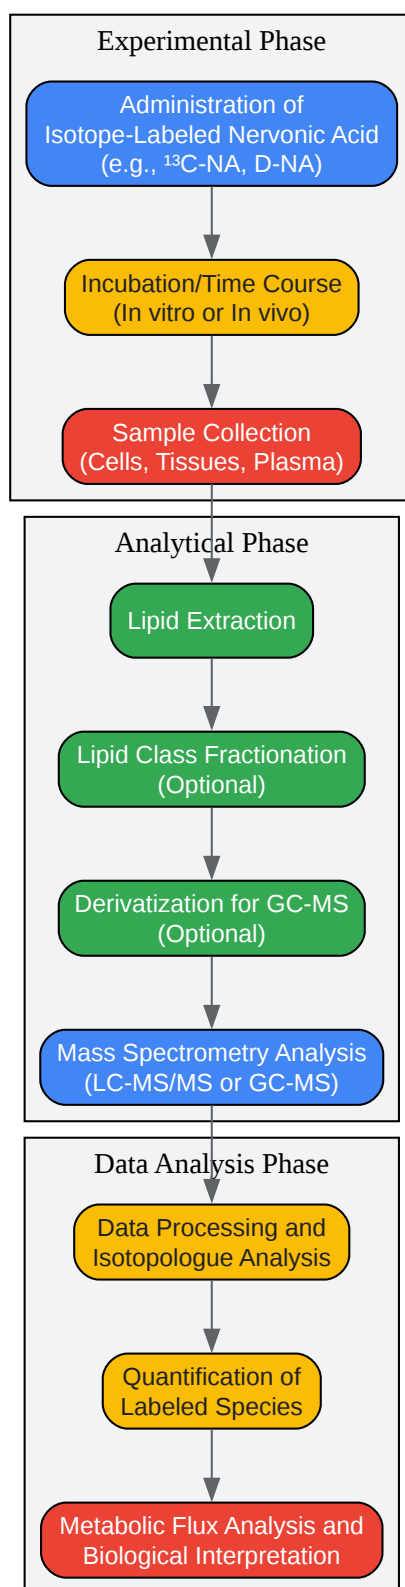 Experimental Phase
Administration of
Isotope-Labeled Nervonic Acid
(e.g., ¹³C-NA, D-NA)
Incubation/Time Course
(In vitro or In vivo)
Sample Collection
(Cells, Tissues, Plasma)
Analytical Phase
Lipid Extraction
Lipid Class Fractionation
(Optional)
Derivatization for GC-MS
(Optional)
Mass Spectrometry Analysis
(LC-MS/MS or GC-MS)
Data Analysis Phase
Data Processing and
Isotopologue Analysis
Quantification of
Labeled Species
Metabolic Flux Analysis and
Biological Interpretation